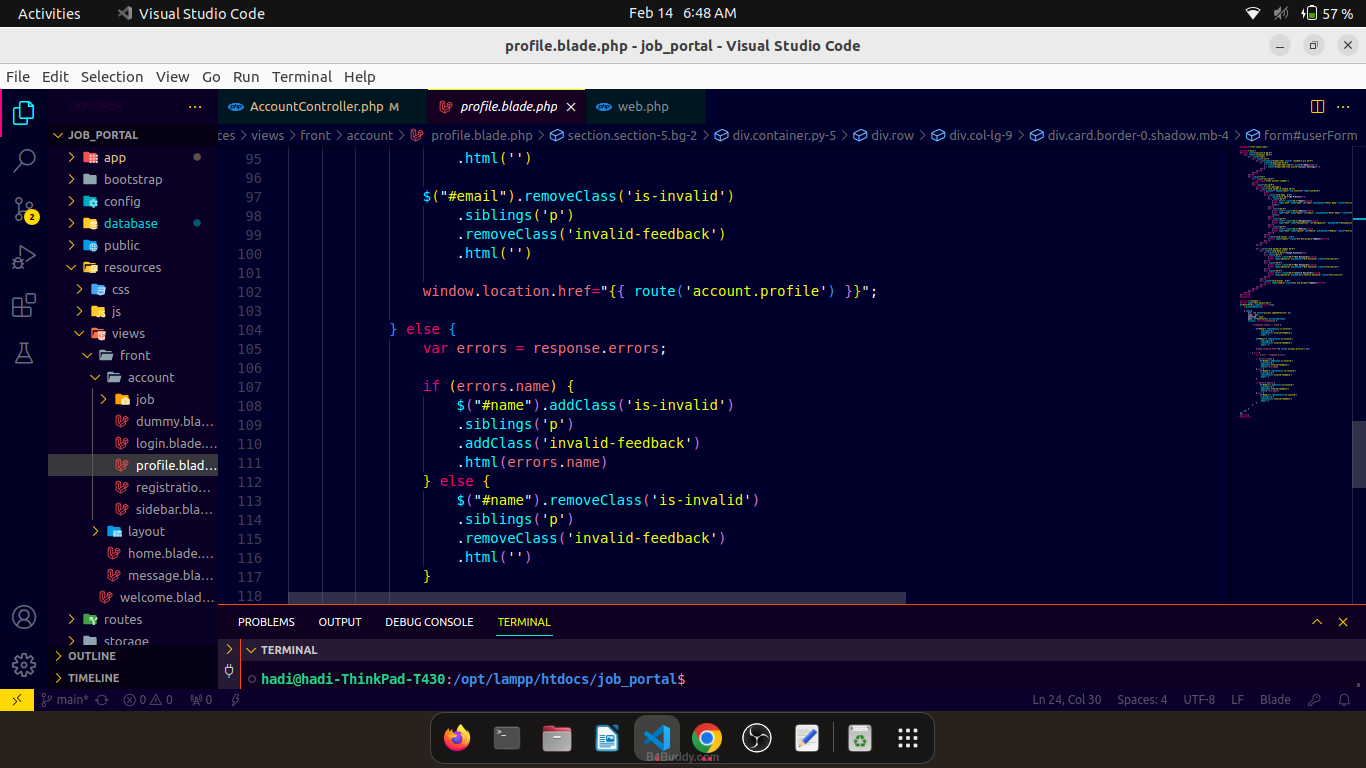 Activities
Visual Studio Code
Feb 14 6:48 AM
57 %
profile.blade.php - job_portal - Visual Studio Code
File Edit Selection View Go Run Terminal Help
EXPLORER
AccountController.php M
profile.blade.php
web.php
JOB_PORTAL
ces > views > front > account > profile.blade.php > section.section-5.bg-2 > div.container.py-5 > div.row > div.col-lg-9 > div.card.border-0.shadow.mb-4 > form#userForm
app
bootstrap
config
2
database
public
resources
css
js
views
front
account
job
dummy.bla...
login.blade....
profile.blad...
registratio...
sidebar.bla...
layout
home.blade....
message.bla...
welcome.blad...
routes
storage
OUTLINE
TIMELINE
95 .html('')
96
97 $("#email").removeClass('is-invalid')
98 .siblings('p')
99 .removeClass('invalid-feedback')
100 .html('')
101
102 window.location.href="{{ route('account.profile') }}";
103
104 } else {
105 var errors = response.errors;
106
107 if (errors.name) {
108 $("#name").addClass('is-invalid')
109 .siblings('p')
110 .addClass('invalid-feedback')
111 .html(errors.name)
112 } else {
113 $("#name").removeClass('is-invalid')
114 .siblings('p')
115 .removeClass('invalid-feedback')
116 .html('')
117 }
118
PROBLEMS OUTPUT DEBUG CONSOLE TERMINAL
TERMINAL
hadi@hadi-ThinkPad-T430:/opt/lampp/htdocs/job_portal$
main* 0 0 0
Ln 24, Col 30 Spaces: 4 UTF-8 LF Blade
B4Buddy.com